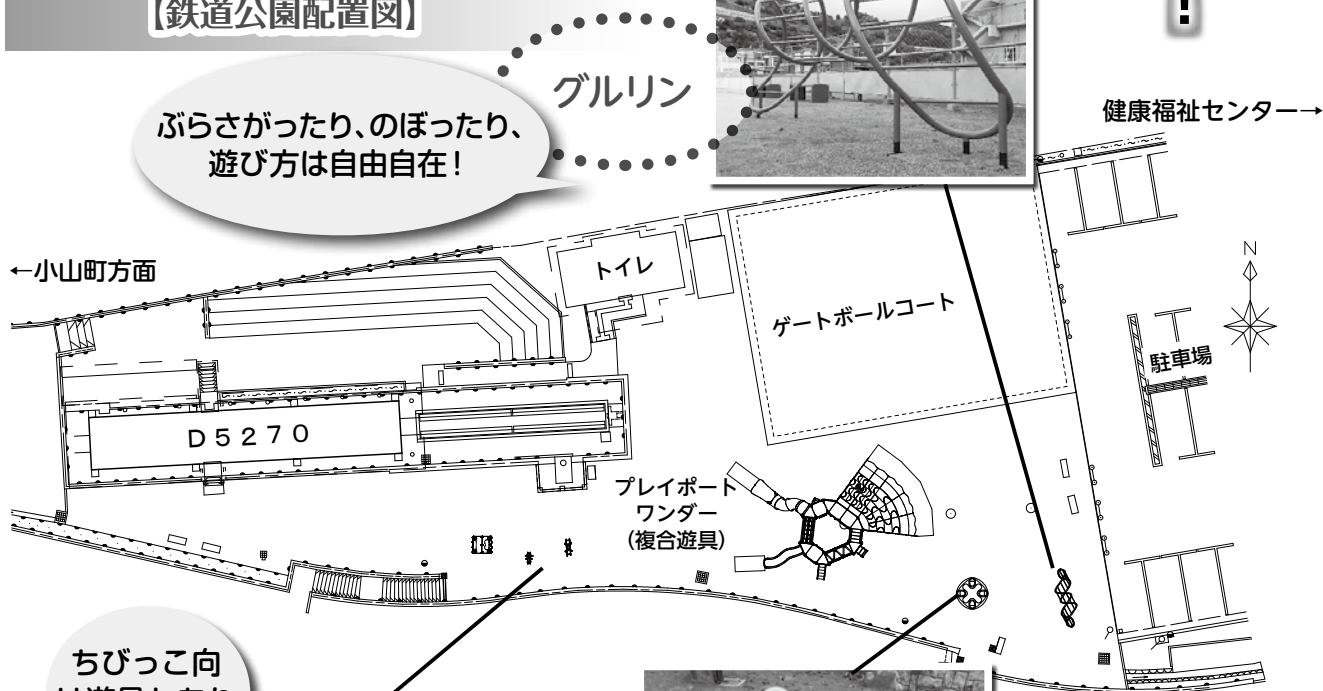 【鉄道公園配置図】
!
グルリン
ぶらさがったり、のぼったり、
遊び方は自由自在！
健康福祉センター→
←小山町方面
トイレ
N
ゲートボールコート
駐車場
D5270
プレイポート
ワンダー
（複合遊具）
ちびっこ向
け遊具もあり